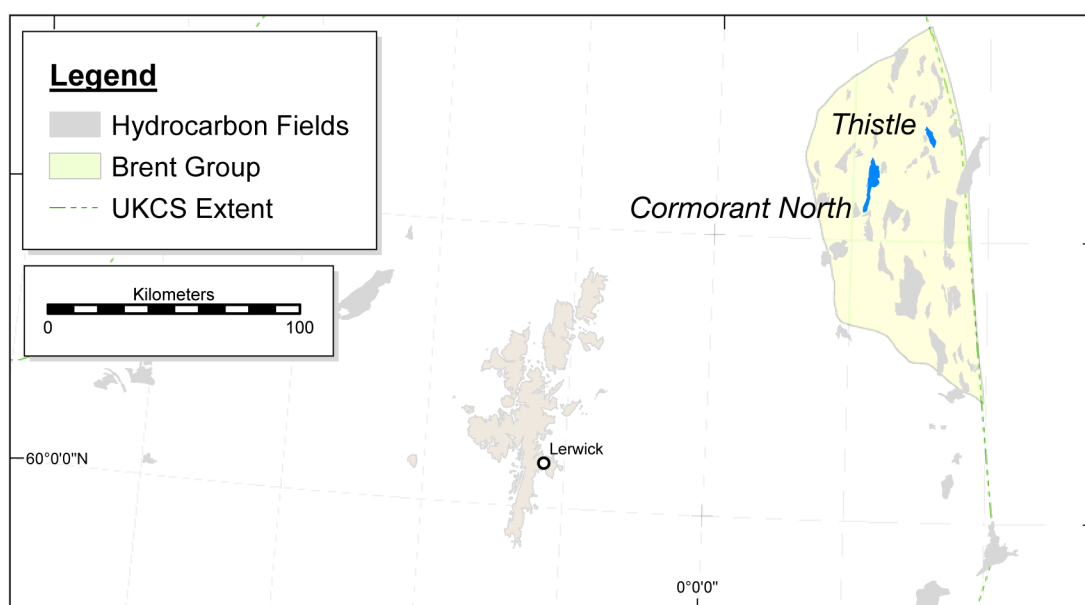 Legend
Hydrocarbon Fields
Brent Group
UKCS Extent
Kilometers
0 100
Thistle
Cormorant North
Lerwick
60°0'0"N
0°0'0"